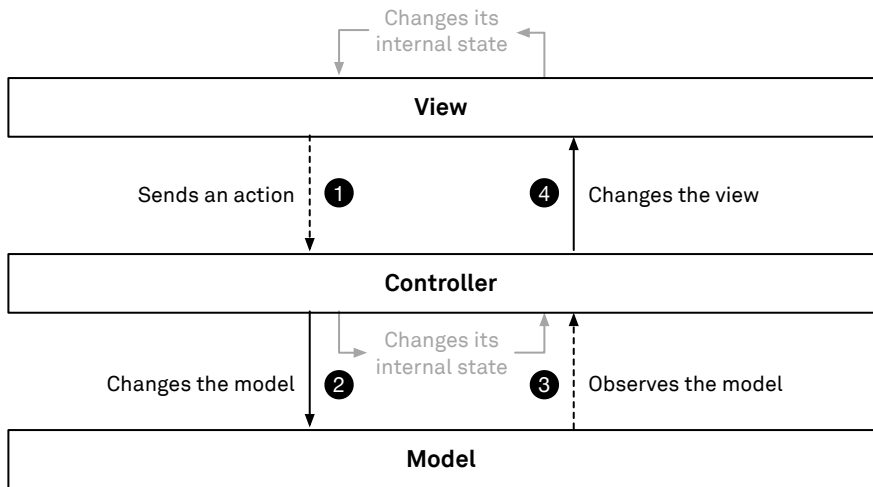 Changes its
internal state
View
Sends an action
1
4
Changes the view
Controller
Changes its
internal state
Changes the model
2
3
Observes the model
Model